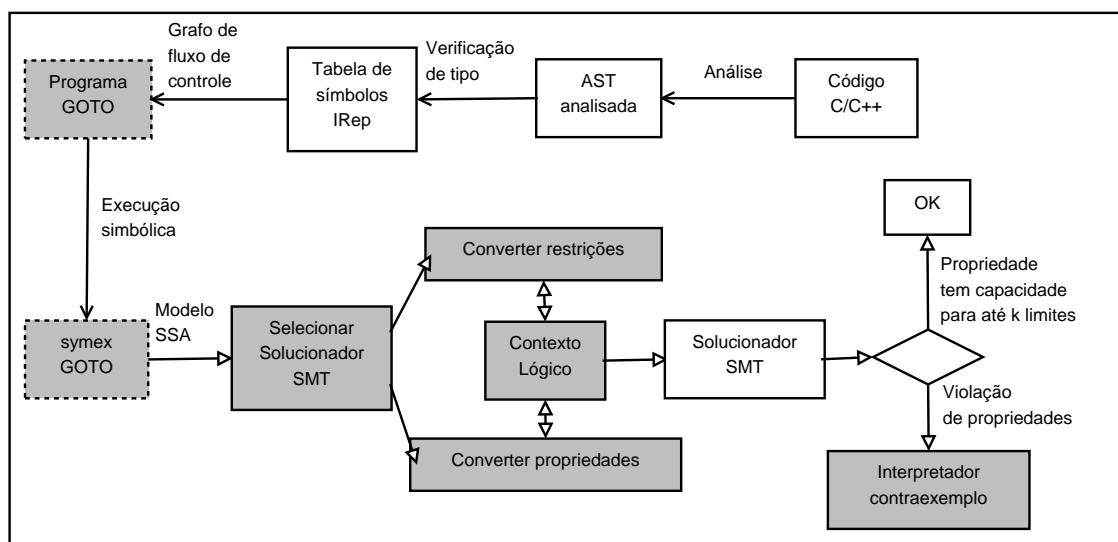 Grafo de
fluxo de
controle
Programa
GOTO
Tabela de
símbolos
IRep
Verificação
de tipo
AST
analisada
Análise
Código
C/C++
Execução
simbólica
OK
Converter restrições
Propriedade
tem capacidade
para até k limites
symex
GOTO
Modelo
SSA
Selecionar
Solucionador
SMT
Contexto
Lógico
Solucionador
SMT
Violação
de propriedades
Converter propriedades
Interpretador
contraexemplo